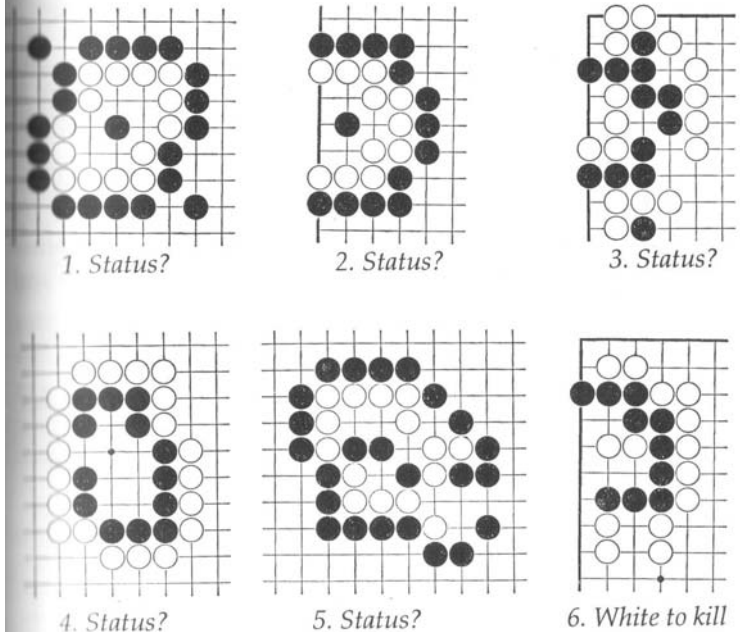 1. Status?
2. Status?
3. Status?
4. Status?
5. Status?
6. White to kill